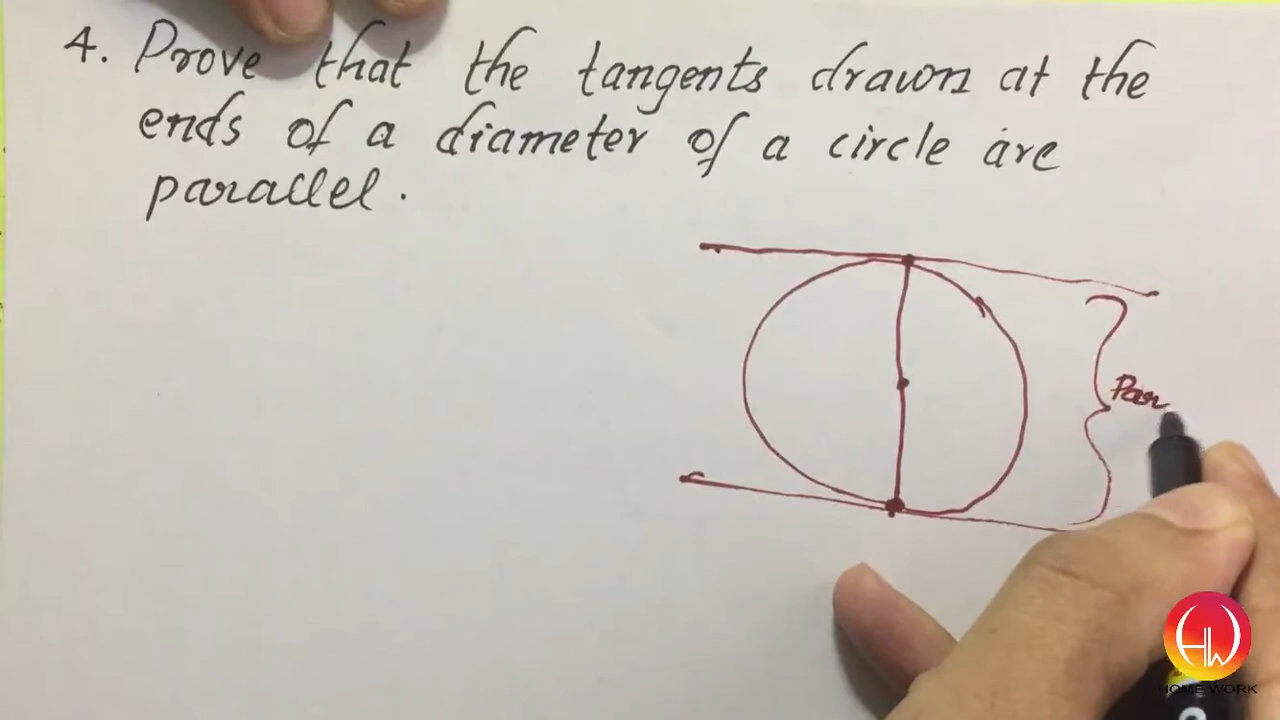 4. Prove that the tangents drawn at the
ends of a diameter of a circle are
parallel.
Par
HOME WORK